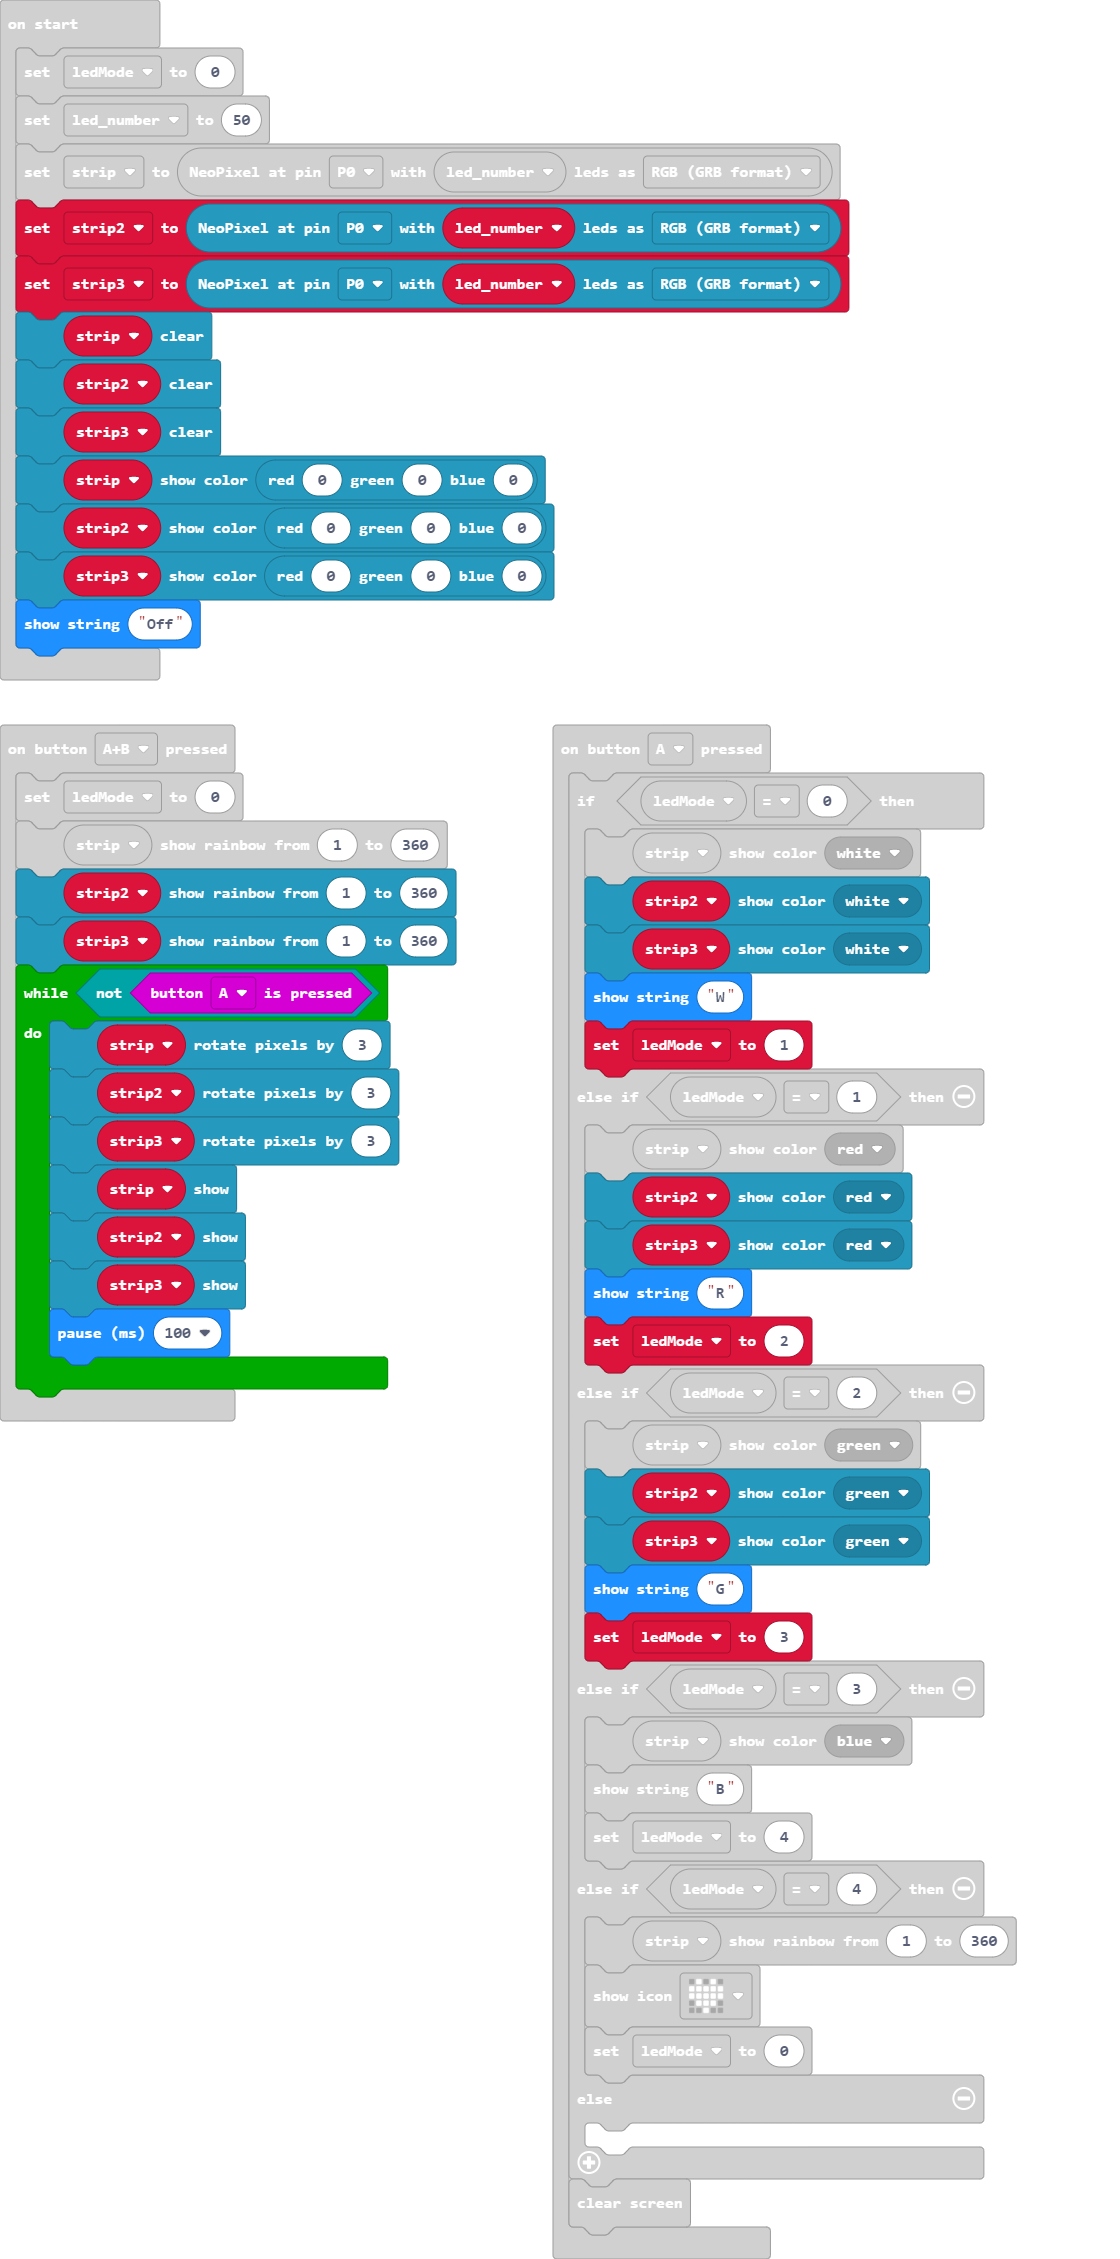 on start
set ledMode to 0
set led_number to 50
set strip to NeoPixel at pin P0 with led_number leds as RGB (GRB format)
set strip2 to NeoPixel at pin P0 with led_number leds as RGB (GRB format)
set strip3 to NeoPixel at pin P0 with led_number leds as RGB (GRB format)
strip clear
strip2 clear
strip3 clear
strip show color red 0 green 0 blue 0
strip2 show color red 0 green 0 blue 0
strip3 show color red 0 green 0 blue 0
show string "Off"
on button A+B pressed
set ledMode to 0
strip show rainbow from 1 to 360
strip2 show rainbow from 1 to 360
strip3 show rainbow from 1 to 360
while not button A is pressed
do
strip rotate pixels by 3
strip2 rotate pixels by 3
strip3 rotate pixels by 3
strip show
strip2 show
strip3 show
pause (ms) 100
on button A pressed
if ledMode = 0 then
strip show color white
strip2 show color white
strip3 show color white
show string "W"
set ledMode to 1
else if ledMode = 1 then
strip show color red
strip2 show color red
strip3 show color red
show string "R"
set ledMode to 2
else if ledMode = 2 then
strip show color green
strip2 show color green
strip3 show color green
show string "G"
set ledMode to 3
else if ledMode = 3 then
strip show color blue
show string "B"
set ledMode to 4
else if ledMode = 4 then
strip show rainbow from 1 to 360
show icon
set ledMode to 0
else
clear screen